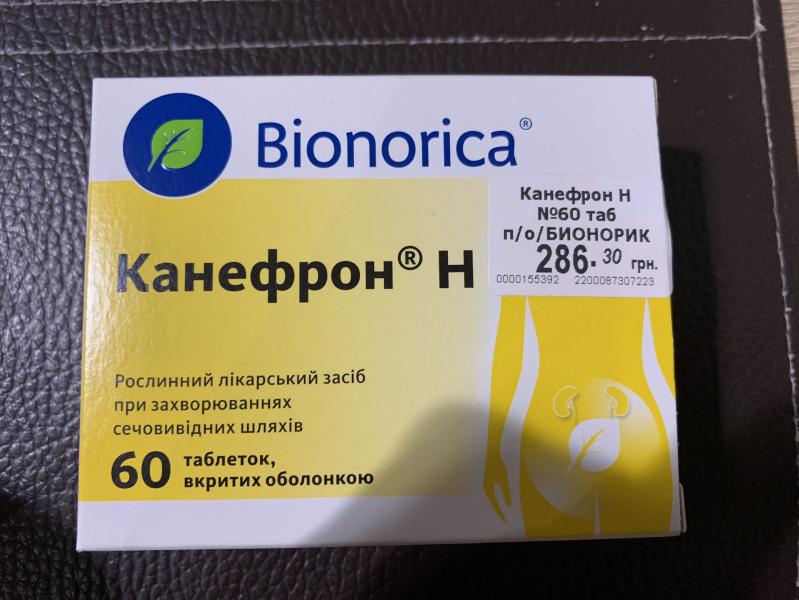 Bionorica®
Канефрон Н
№60 таб
п/о/БИОНОРИК
286. 30 грн.
0000155392 2200087307223
Канефрон® Н
Рослинний лікарський засіб
при захворюваннях
сечовивідних шляхів
60 таблеток,
вкритих оболонкою